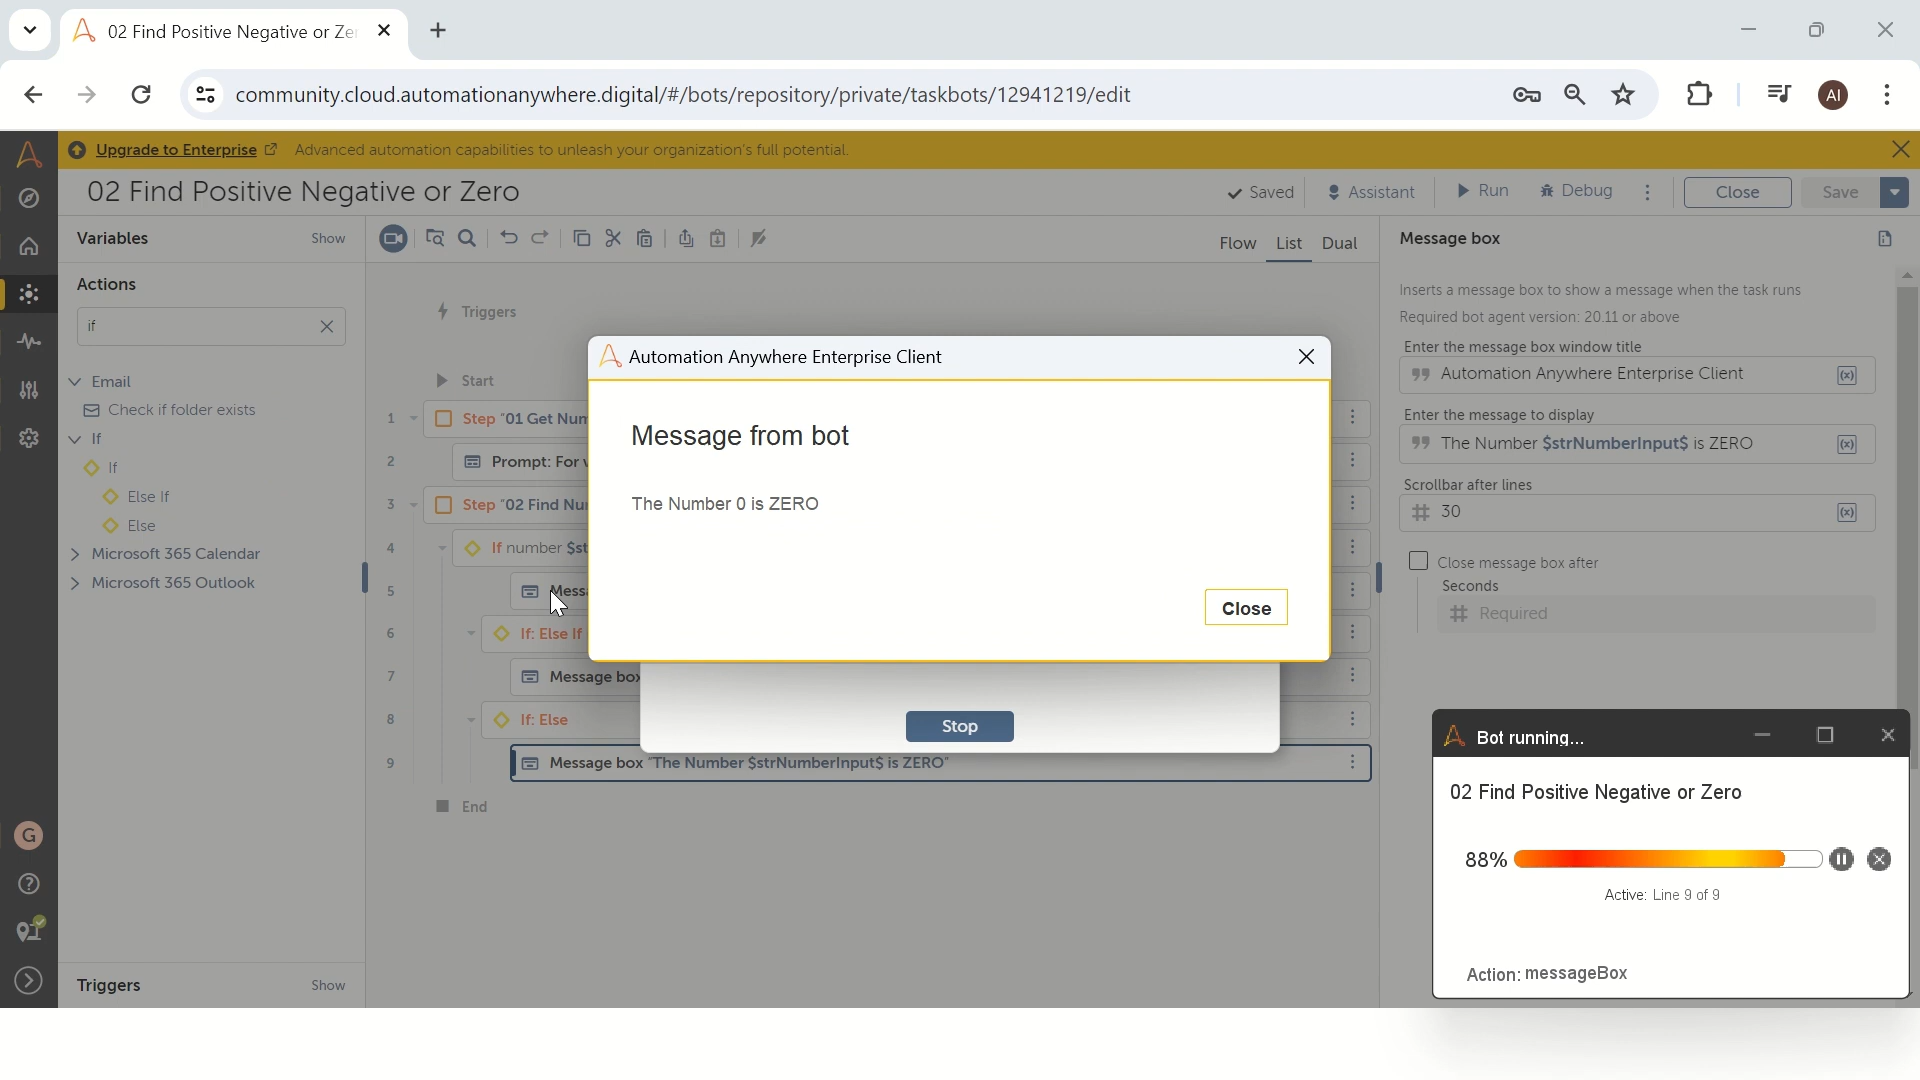 02 Find Positive Negative or Ze
community.cloud.automationanywhere.digital/#/bots/repository/private/taskbots/12941219/edit
AI
Upgrade to Enterprise Advanced automation capabilities to unleash your organization's full potential.
02 Find Positive Negative or Zero
Saved
Assistant
Run
Debug
Close
Save
Variables
Show
Actions
if
Email
Check if folder exists
If
If
Else If
Else
Microsoft 365 Calendar
Microsoft 365 Outlook
Triggers
Show
G
Flow
List
Dual
Triggers
Start
1 Step "01 Get Num
2 Prompt: For v
3 Step "02 Find Nu
4 If number $st
5 Messa
6 If: Else If
7 Message box
8 If: Else
9 Message box "The Number $strNumberInput$ is ZERO"
End
Automation Anywhere Enterprise Client
Message from bot
The Number 0 is ZERO
Close
Stop
Message box
Inserts a message box to show a message when the task runs
Required bot agent version: 20.11 or above
Enter the message box window title
Automation Anywhere Enterprise Client (x)
Enter the message to display
The Number $strNumberInput$ is ZERO (x)
Scrollbar after lines
30 (x)
Close message box after
Seconds
Required
Bot running...
02 Find Positive Negative or Zero
88%
Active: Line 9 of 9
Action: messageBox